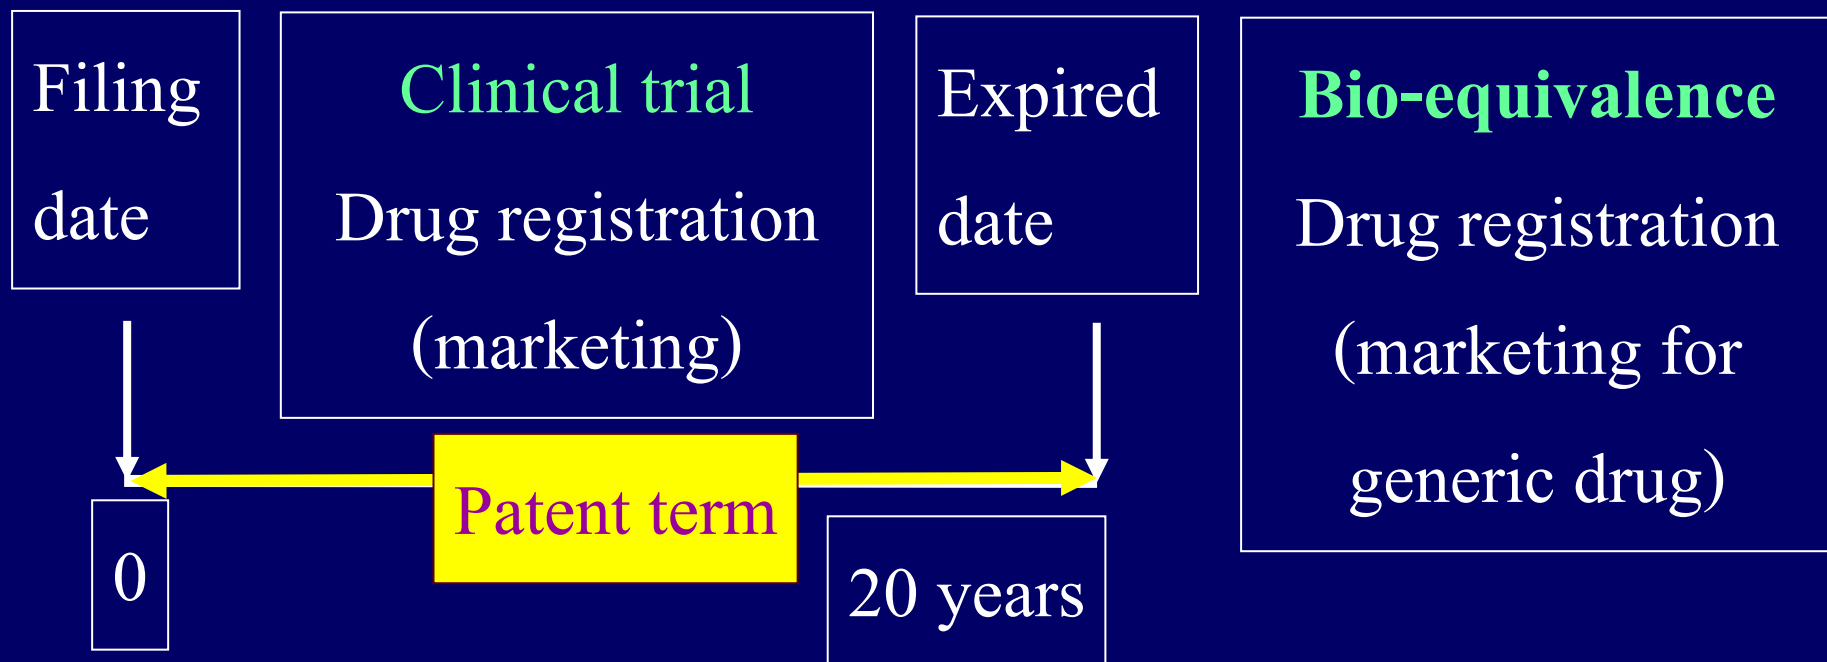 Filing
date
Clinical trial
Drug registration
(marketing)
Expired
date
Bio-equivalence
Drug registration
(marketing for
generic drug)
Patent term
0
20 years